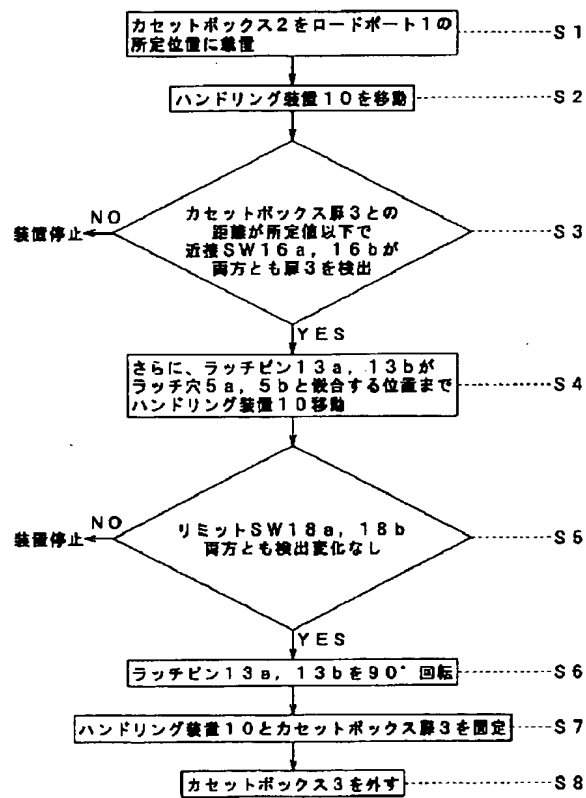 カセットボックス2をロードポート1の
所定位置に載置
S1
ハンドリング装置10を移動
S2
カセットボックス扉3との
距離が所定値以下で
近接SW16a,16bが
両方とも扉3を検出
S3
NO
装置停止
YES
さらに、ラッチピン13a,13bが
ラッチ穴5a,5bと嵌合する位置まで
ハンドリング装置10移動
S4
リミットSW18a,18b
両方とも検出変化なし
S5
NO
装置停止
YES
ラッチピン13a,13bを90°回転
S6
ハンドリング装置10とカセットボックス扉3を固定
S7
カセットボックス3を外す
S8